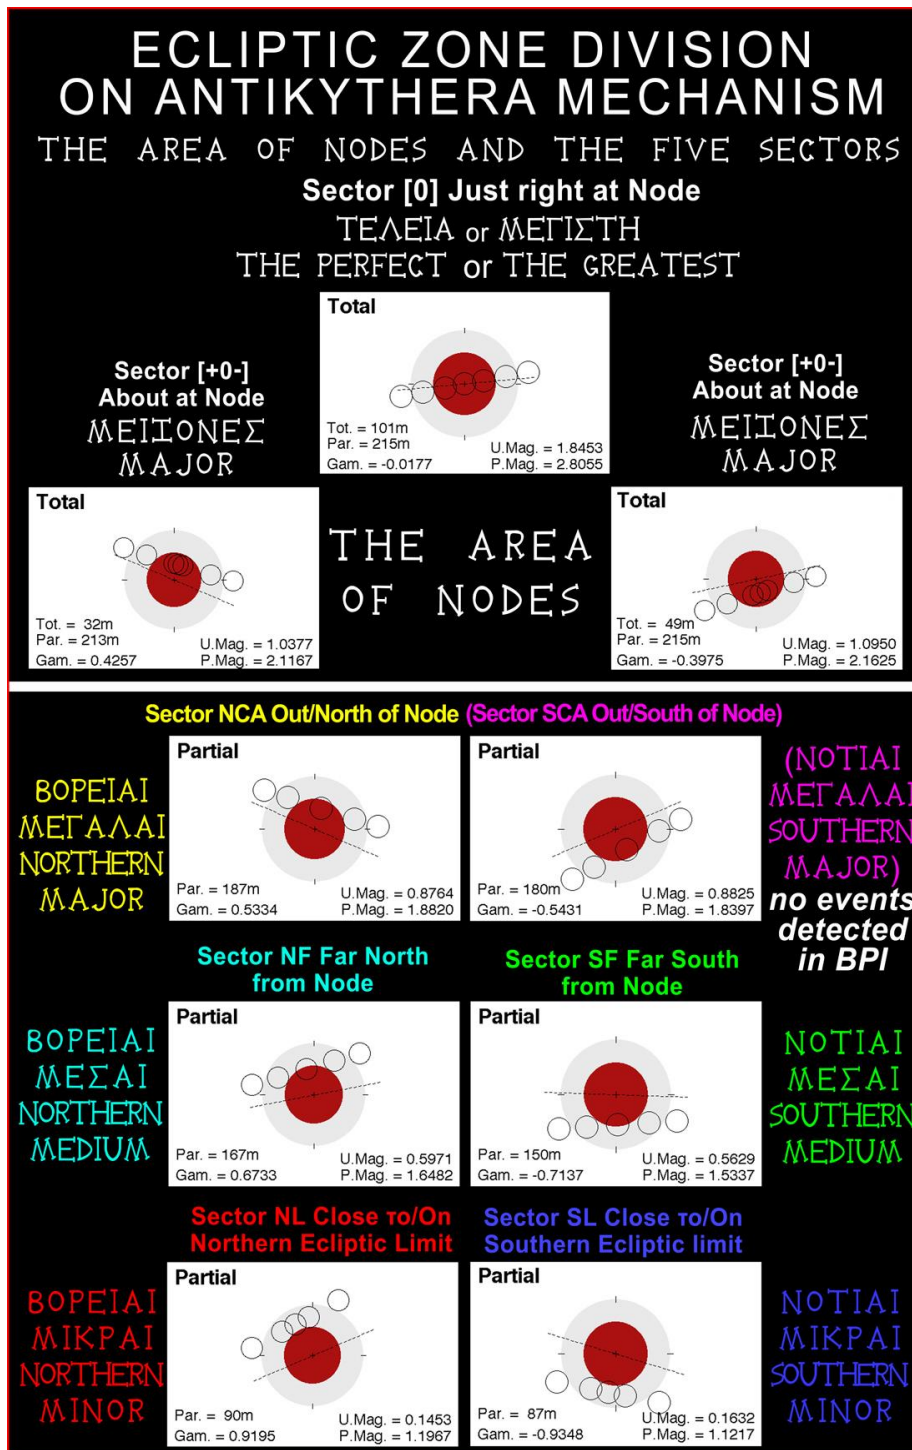 ECLIPTIC ZONE DIVISION
ON ANTIKYTHERA MECHANISM
THE AREA OF NODES AND THE FIVE SECTORS
Sector [0] Just right at Node
ΤΕΛΕΙΑ or ΜΕΓΙΣΤΗ
THE PERFECT or THE GREATEST
Total
Tot. = 101m
Par. = 215m
Gam. = -0.0177
U.Mag. = 1.8453
P.Mag. = 2.8055
Sector [+0-]
About at Node
ΜΕΙΖΟΝΕΣ
MAJOR
Total
Tot. = 32m
Par. = 213m
Gam. = 0.4257
U.Mag. = 1.0377
P.Mag. = 2.1167
THE AREA
OF NODES
Sector [+0-]
About at Node
ΜΕΙΖΟΝΕΣ
MAJOR
Total
Tot. = 49m
Par. = 215m
Gam. = -0.3975
U.Mag. = 1.0950
P.Mag. = 2.1625
Sector NCA Out/North of Node (Sector SCA Out/South of Node)
ΒΟΡΕΙΑΙ
ΜΕΓΑΛΑΙ
NORTHERN
MAJOR
Partial
Par. = 187m
Gam. = 0.5334
U.Mag. = 0.8764
P.Mag. = 1.8820
Partial
Par. = 180m
Gam. = -0.5431
U.Mag. = 0.8825
P.Mag. = 1.8397
(ΝΟΤΙΑΙ
ΜΕΓΑΛΑΙ
SOUTHERN
MAJOR)
no events
detected
in BPI
Sector NF Far North
from Node
ΒΟΡΕΙΑΙ
ΜΕΣΑΙ
NORTHERN
MEDIUM
Partial
Par. = 167m
Gam. = 0.6733
U.Mag. = 0.5971
P.Mag. = 1.6482
Sector SF Far South
from Node
Partial
Par. = 150m
Gam. = -0.7137
U.Mag. = 0.5629
P.Mag. = 1.5337
ΝΟΤΙΑΙ
ΜΕΣΑΙ
SOUTHERN
MEDIUM
Sector NL Close το/On
Northern Ecliptic Limit
ΒΟΡΕΙΑΙ
ΜΙΚΡΑΙ
NORTHERN
MINOR
Partial
Par. = 90m
Gam. = 0.9195
U.Mag. = 0.1453
P.Mag. = 1.1967
Sector SL Close το/On
Southern Ecliptic limit
Partial
Par. = 87m
Gam. = -0.9348
U.Mag. = 0.1632
P.Mag. = 1.1217
ΝΟΤΙΑΙ
ΜΙΚΡΑΙ
SOUTHERN
MINOR